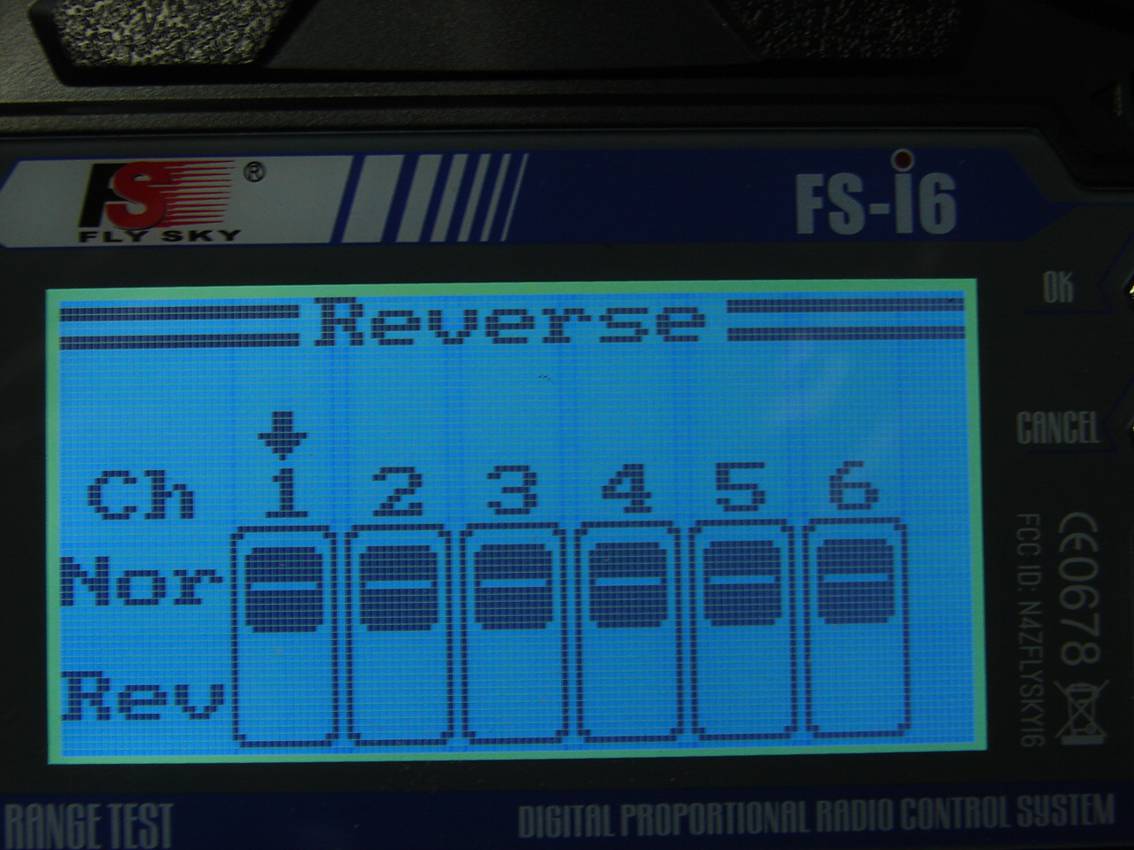 FS ®
FLY SKY
FS-i6
OK
Reverse
CANCEL
Ch 1 2 3 4 5 6
Nor
Rev
CE0678
FCC ID: N4ZFLYSKYI6
RANGE TEST
DIGITAL PROPORTIONAL RADIO CONTROL SYSTEM